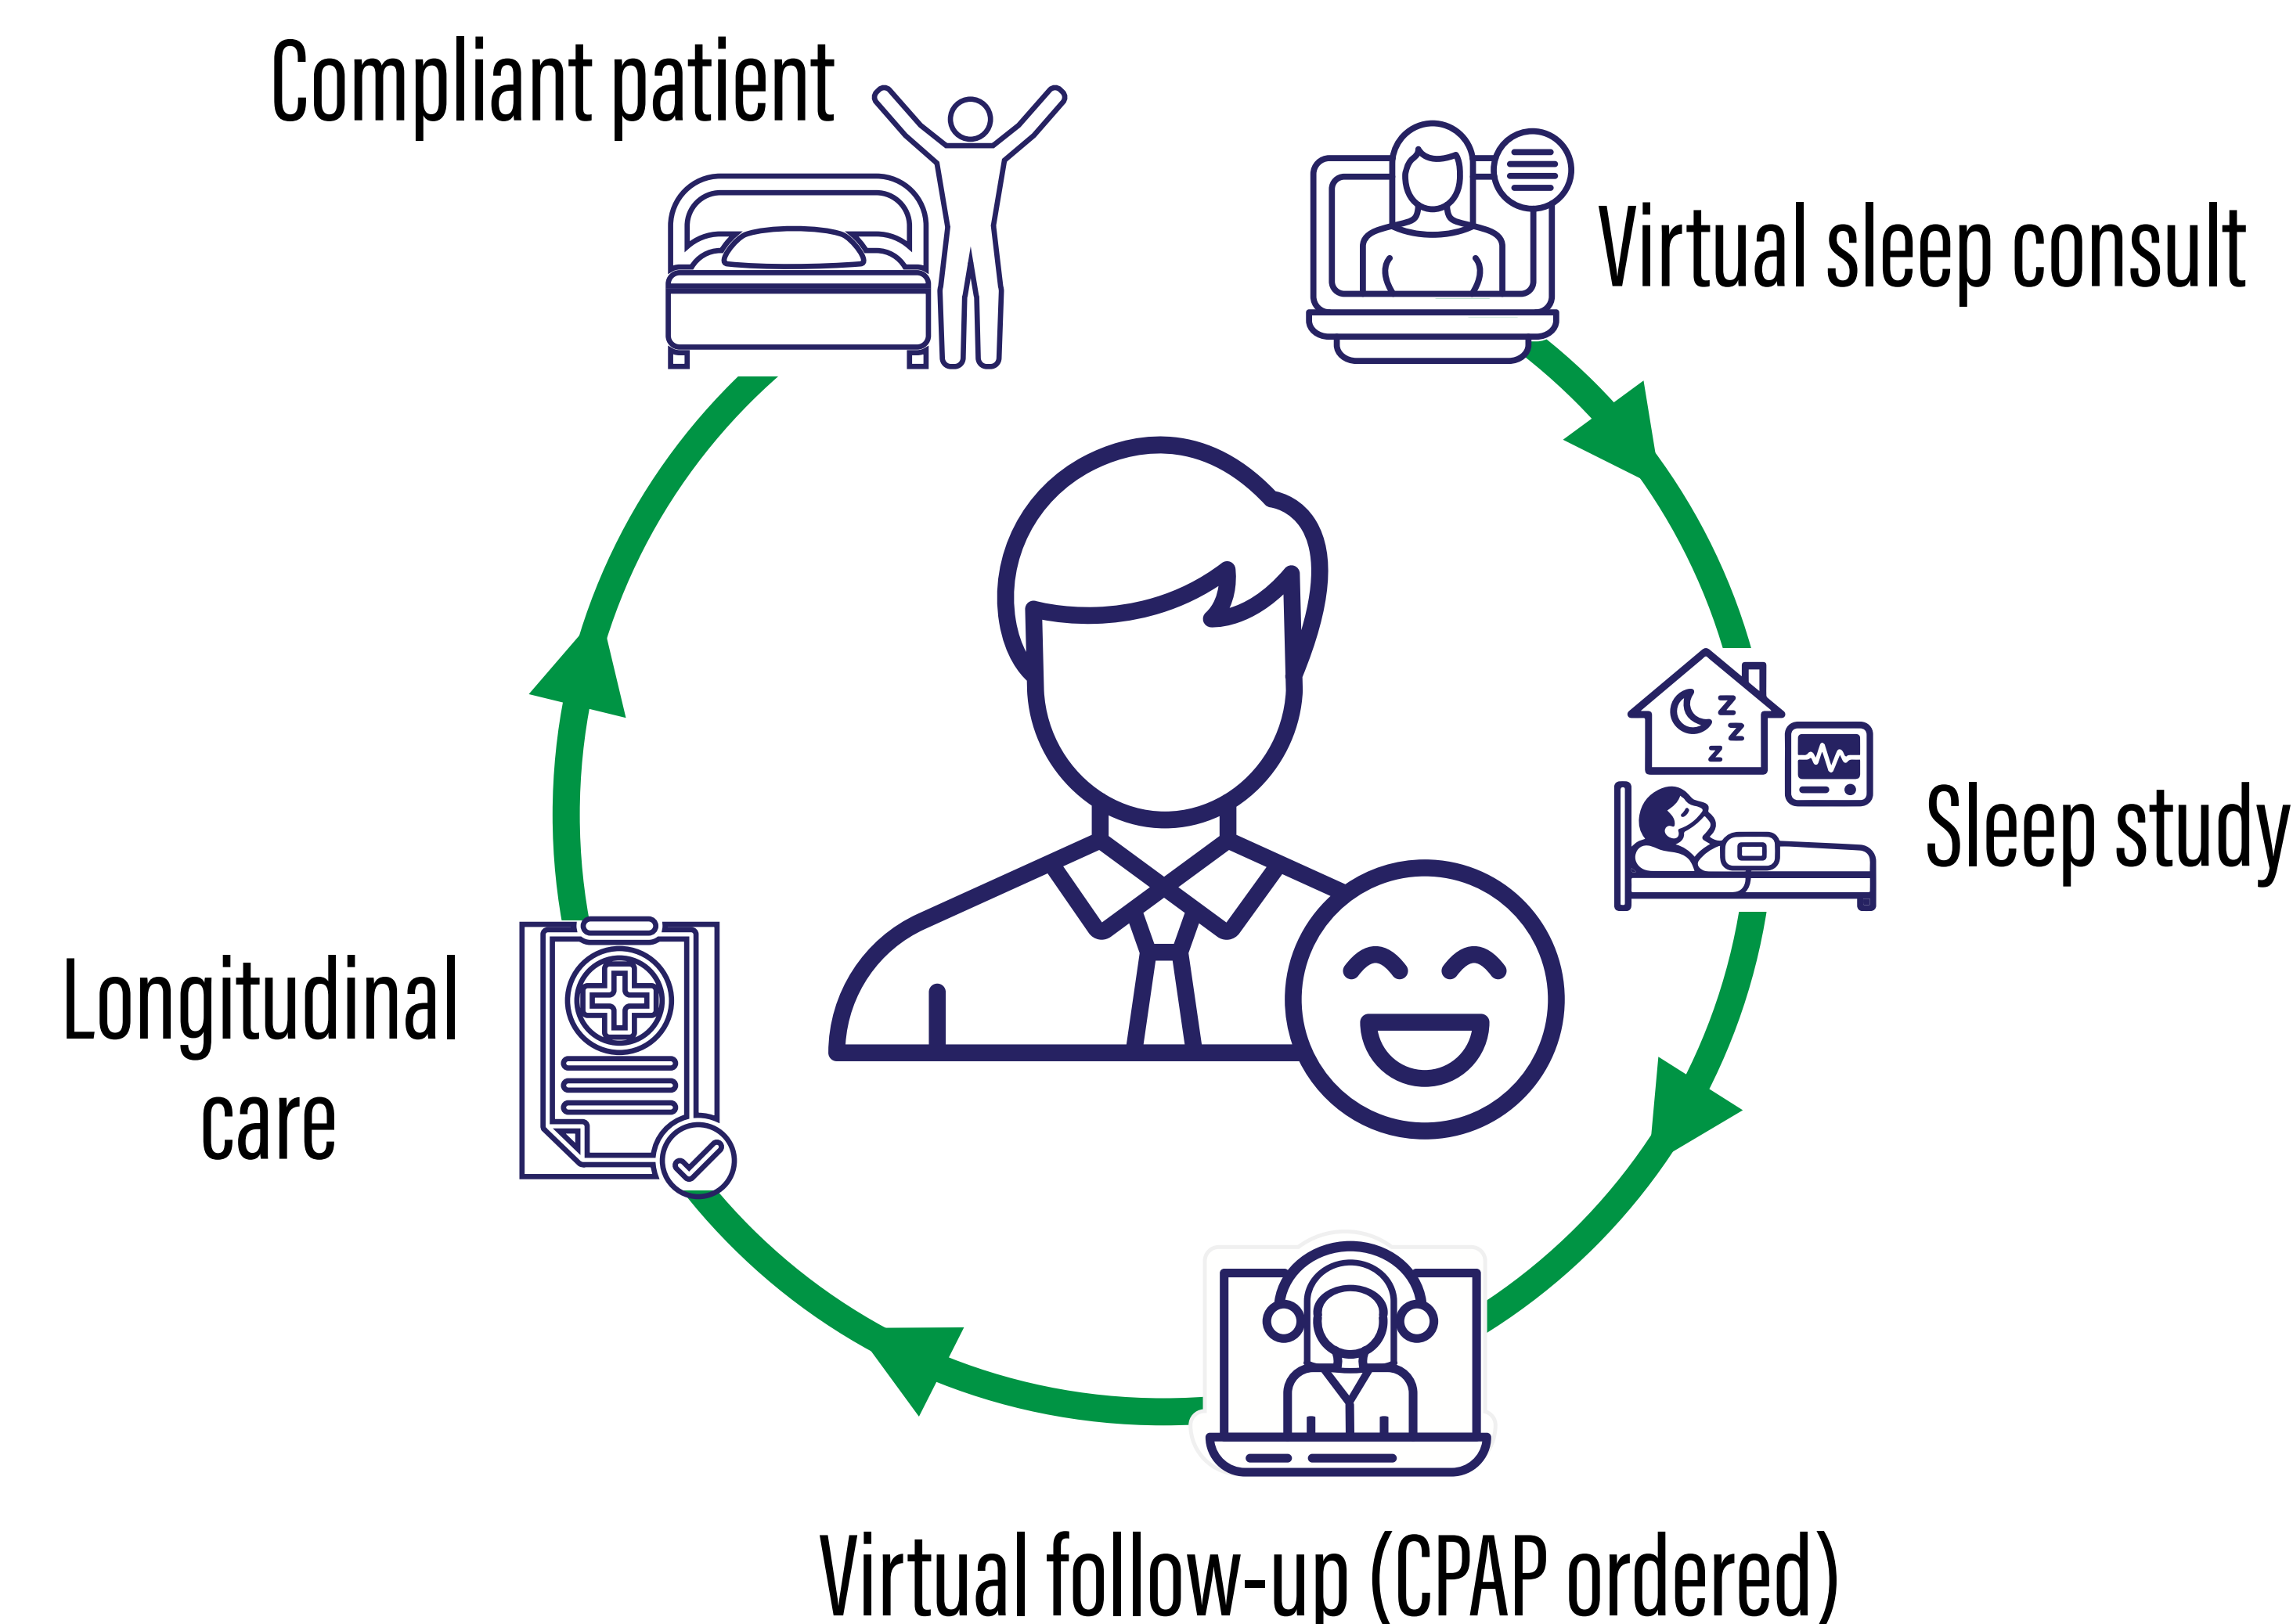 Compliant patient
Virtual sleep consult
Sleep study
Longitudinal
care
Virtual follow-up (CPAP ordered)